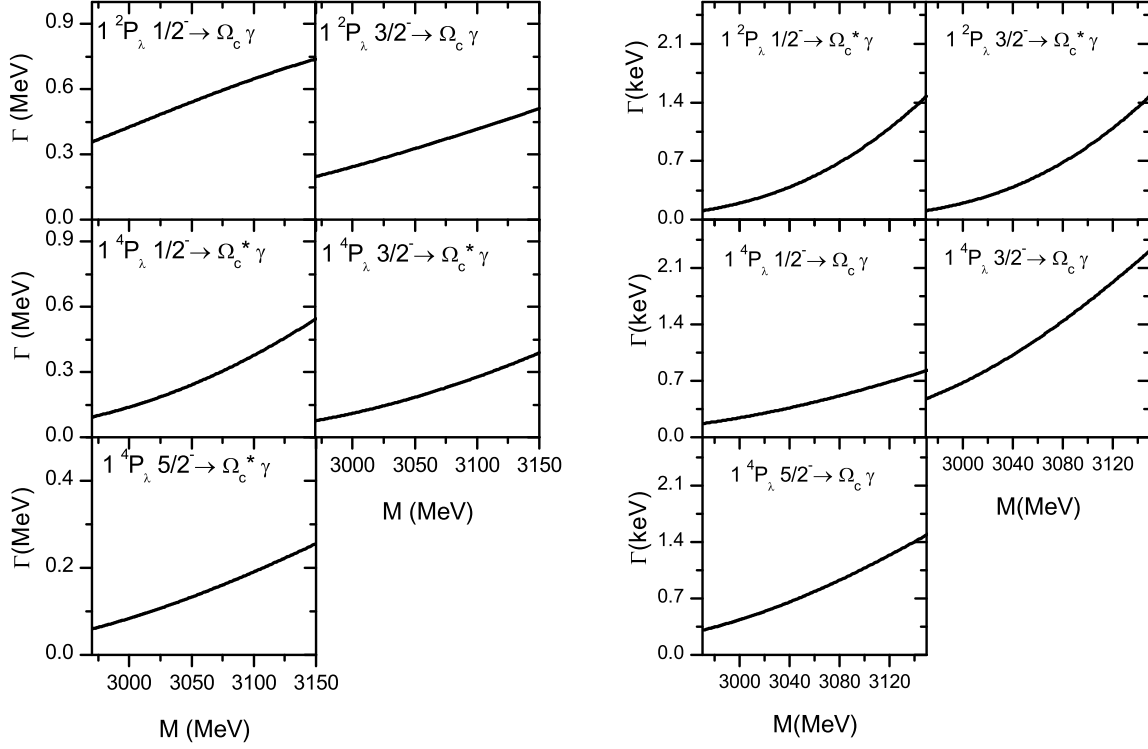 0.9
0.6
0.3
0.0
Γ (MeV)
1 ²P_λ 1/2⁻→ Ω_c γ
1 ²P_λ 3/2⁻→ Ω_c γ
0.9
0.6
0.3
0.0
Γ (MeV)
1 ⁴P_λ 1/2⁻→ Ω_c* γ
1 ⁴P_λ 3/2⁻→ Ω_c* γ
3000 3050 3100 3150
M (MeV)
0.4
0.2
0.0
Γ(MeV)
1 ⁴P_λ 5/2⁻→ Ω_c* γ
3000 3050 3100 3150
M (MeV)
2.1
1.4
0.7
0.0
Γ(keV)
1 ²P_λ 1/2⁻→ Ω_c* γ
1 ²P_λ 3/2⁻→ Ω_c* γ
2.1
1.4
0.7
0.0
Γ(keV)
1 ⁴P_λ 1/2⁻→ Ω_c γ
1 ⁴P_λ 3/2⁻→ Ω_c γ
3000 3040 3080 3120
M(MeV)
2.1
1.4
0.7
0.0
Γ(keV)
1 ⁴P_λ 5/2⁻→ Ω_c γ
3000 3040 3080 3120
M(MeV)